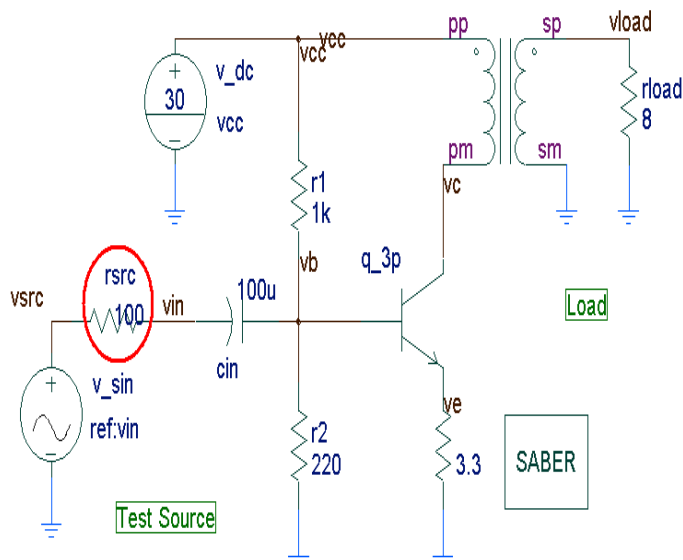 pp
sp
vload
vcc
vcc
v_dc
30
vcc
rload
8
pm
sm
vc
r1
1k
vb
q_3p
rsrc
100
vsrc
vin
100u
cin
Load
v_sin
ref:vin
ve
r2
220
3.3
SABER
Test Source